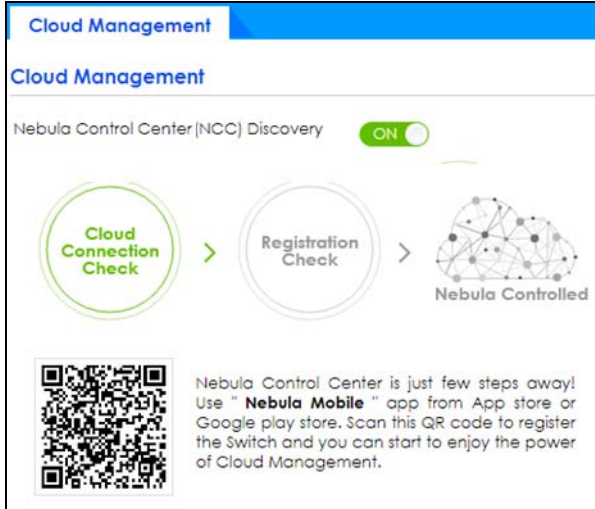 Cloud Management
Cloud Management
Nebula Control Center(NCC) Discovery
ON
Cloud
Connection
Check
>
Registration
Check
>
Nebula Controlled
Nebula Control Center is just few steps away!
Use " Nebula Mobile " app from App store or
Google play store. Scan this QR code to register
the Switch and you can start to enjoy the power
of Cloud Management.